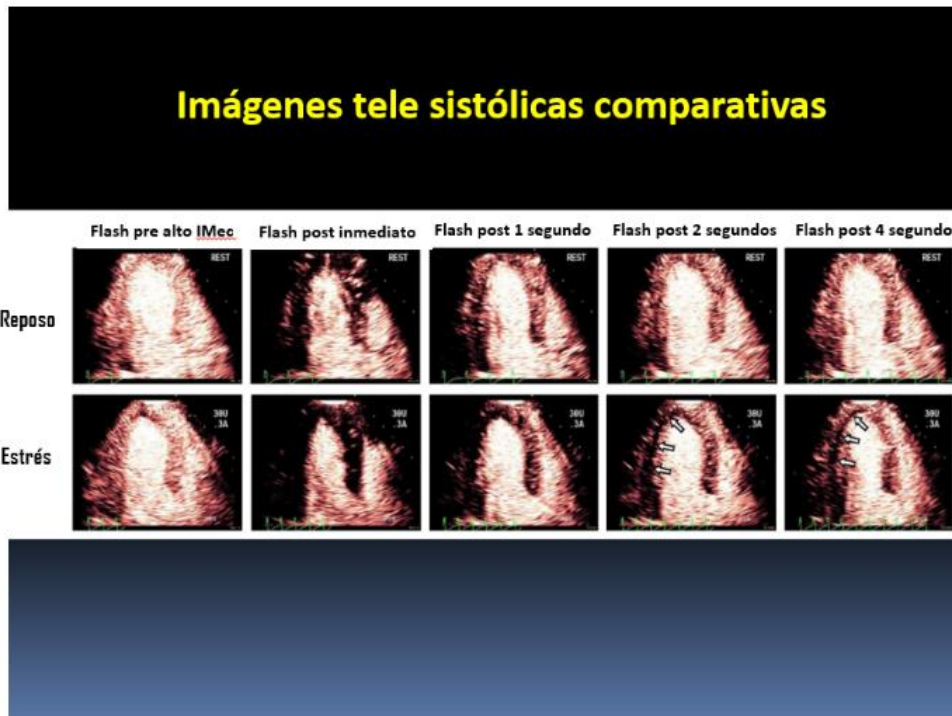 Imágenes tele sistólicas comparativas
Flash pre alto IMec
Flash post inmediato
Flash post 1 segundo
Flash post 2 segundos
Flash post 4 segundo
Reposo
REST
REST
REST
REST
REST
Estrés
30U
.3A
30U
.3A
30U
.3A
30U
.3A
30U
.3A